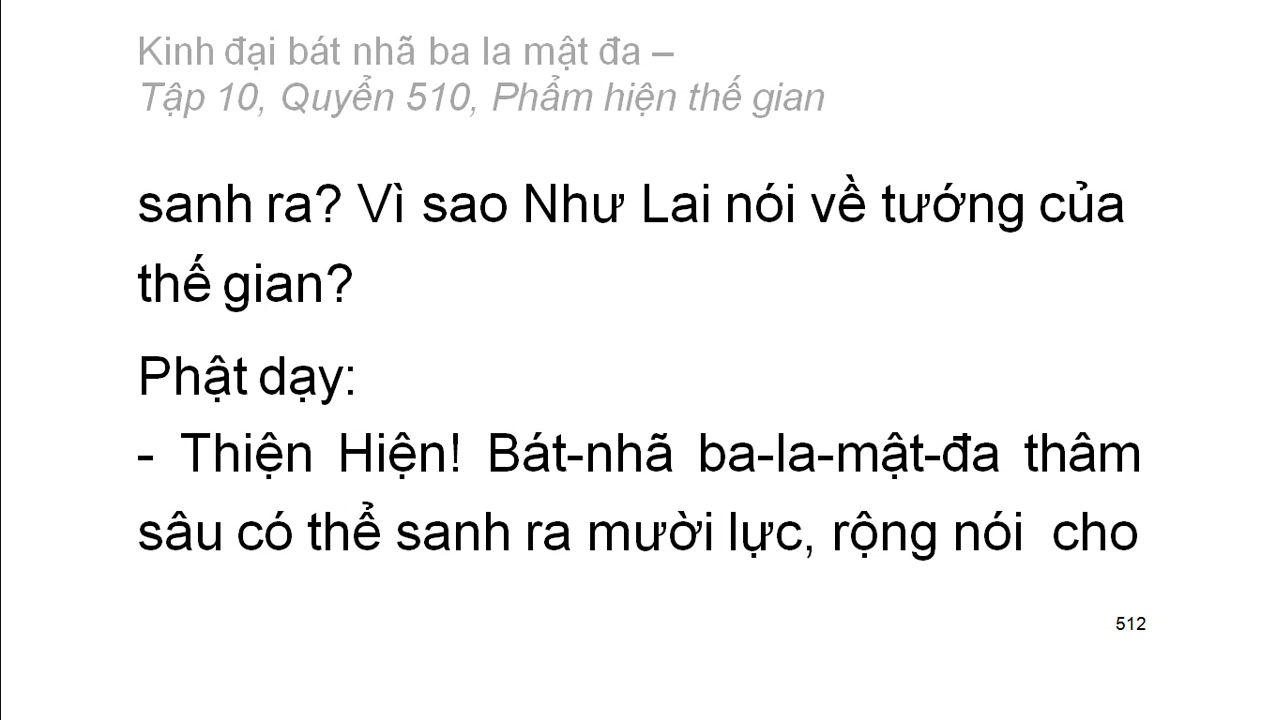 Kinh đại bát nhã ba la mật đa –
Tập 10, Quyển 510, Phẩm hiện thế gian
sanh ra? Vì sao Như Lai nói về tướng của
thế gian?
Phật dạy:
- Thiện Hiện! Bát-nhã ba-la-mật-đa thâm
sâu có thể sanh ra mười lực, rộng nói cho
512